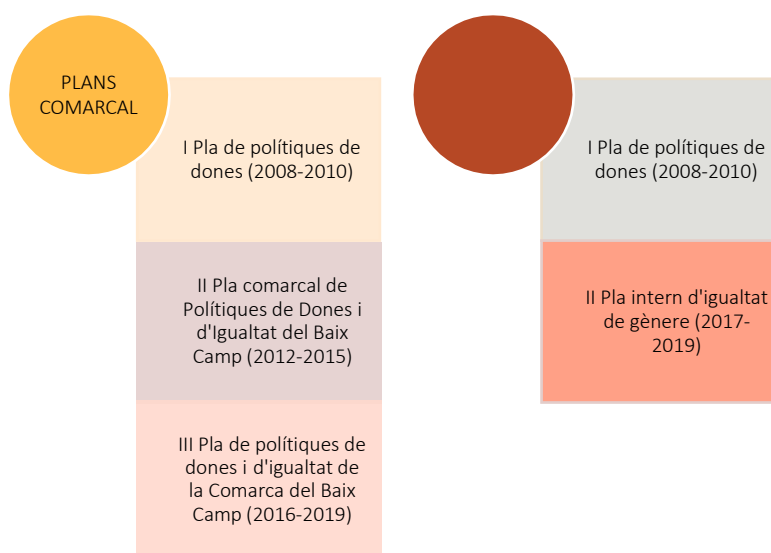 PLANS
COMARCAL
I Pla de polítiques de
dones (2008-2010)
II Pla comarcal de
Polítiques de Dones i
d'Igualtat del Baix
Camp (2012-2015)
III Pla de polítiques de
dones i d'igualtat de
la Comarca del Baix
Camp (2016-2019)
I Pla de polítiques de
dones (2008-2010)
II Pla intern d'igualtat
de gènere (2017-
2019)